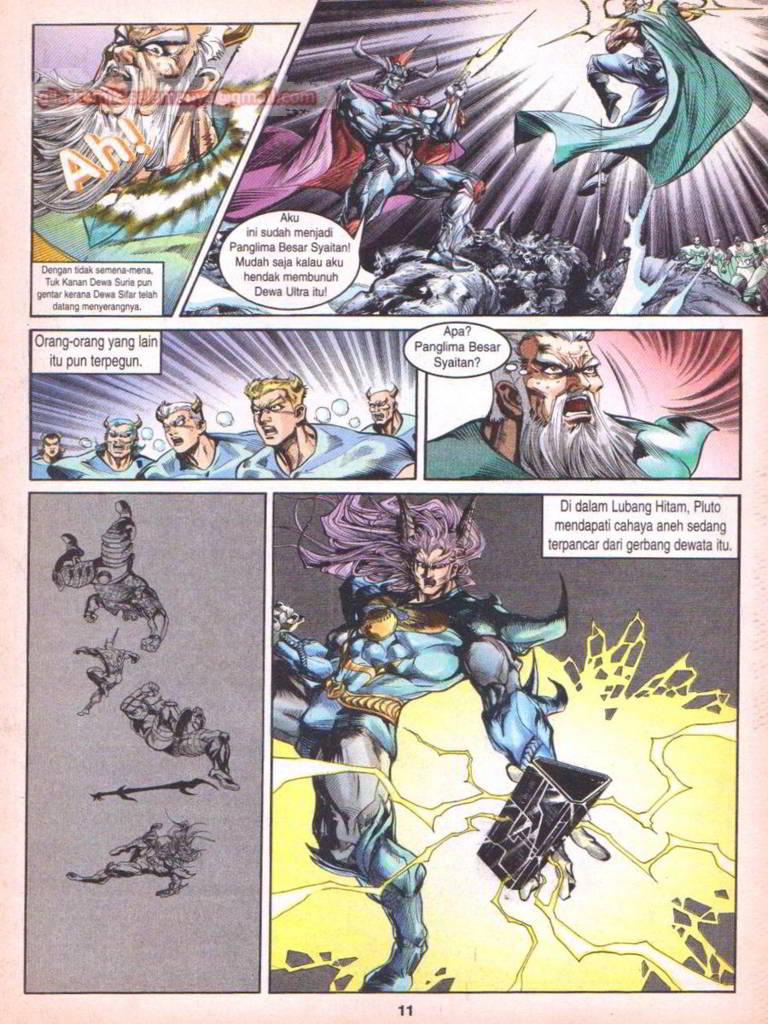 Ah!
Dengan tidak semena-mena,
Tuk Kanan Dewa Suria pun
gentar kerana Dewa Sifar telah
datang menyerangnya.
Aku
ini sudah menjadi
Panglima Besar Syaitan!
Mudah saja kalau aku
hendak membunuh
Dewa Ultra itu!
Orang-orang yang lain
itu pun terpegun.
Apa?
Panglima Besar
Syaitan?
Di dalam Lubang Hitam, Pluto
mendapati cahaya aneh sedang
terpancar dari gerbang dewata itu.
11